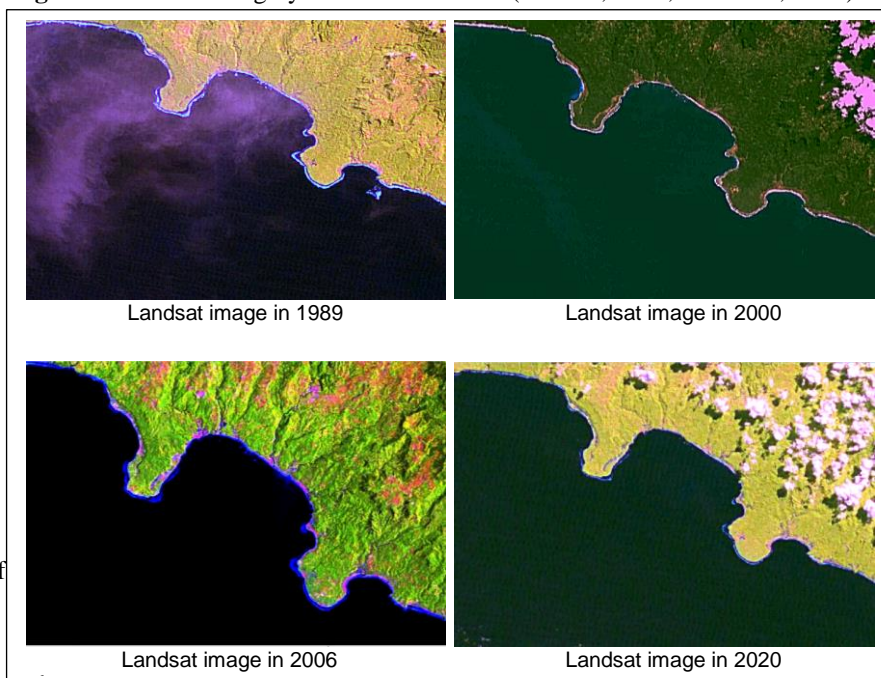 Landsat image in 1989
Landsat image in 2000
f
Landsat image in 2006
Landsat image in 2020